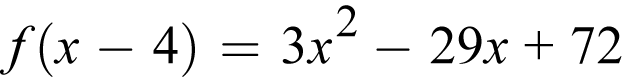 f(x − 4) = 3x² − 29x + 72